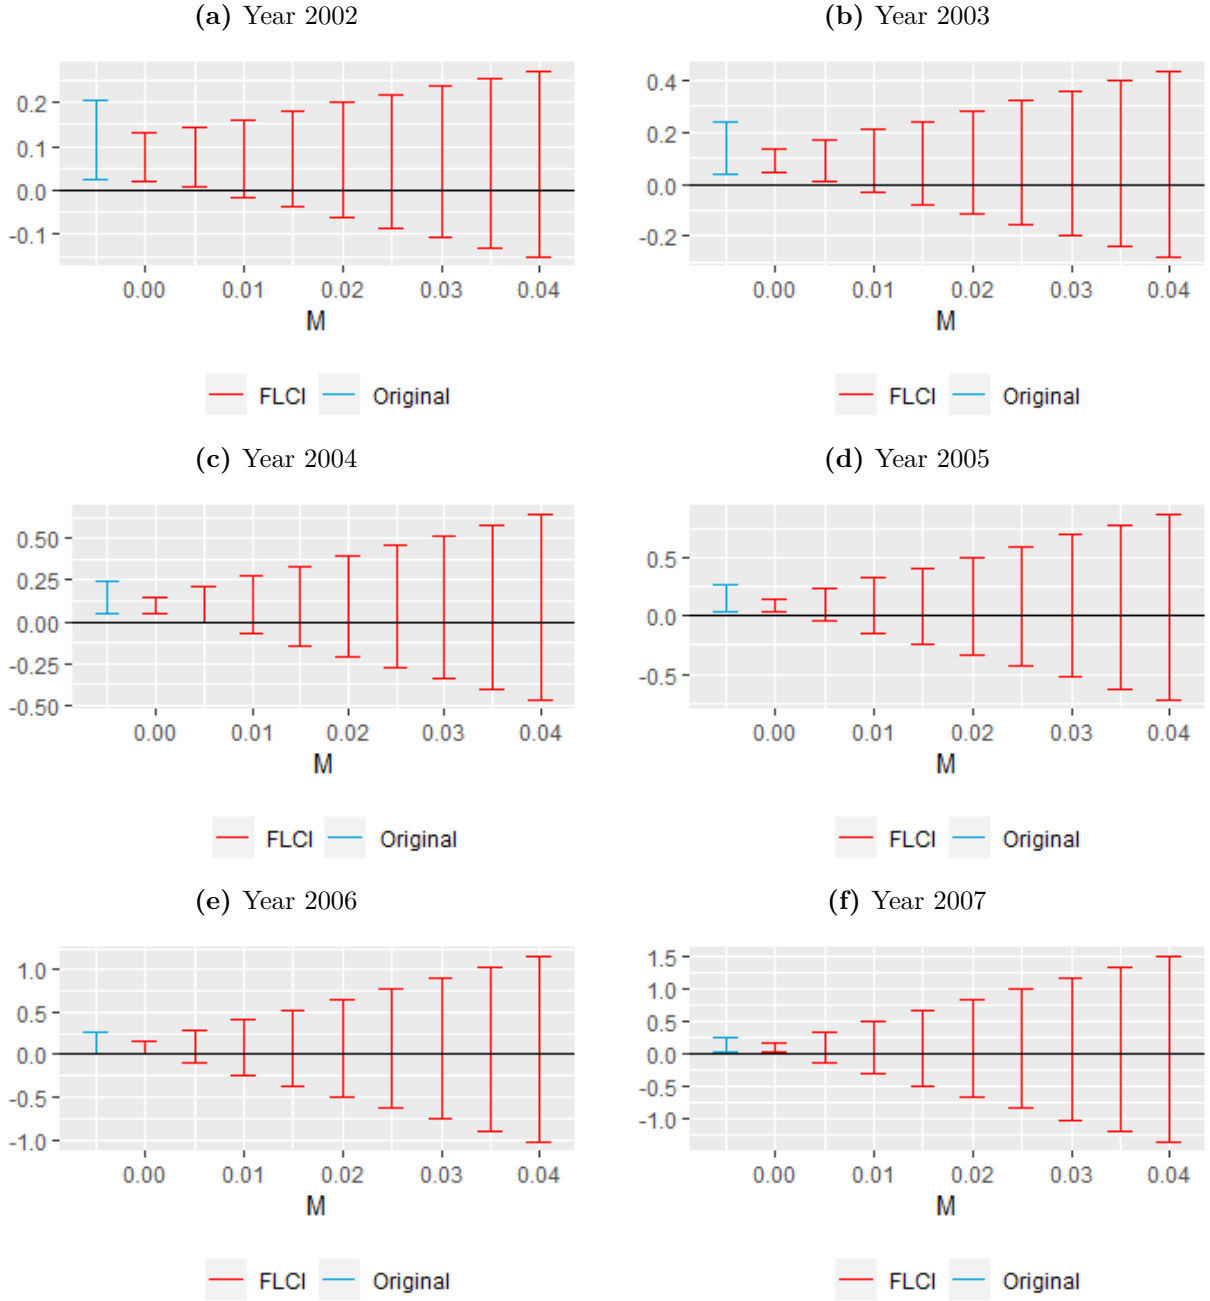 (a) Year 2002
0.2
0.1
0.0
-0.1
0.00 0.01 0.02 0.03 0.04
M
FLCI Original
(b) Year 2003
0.4
0.2
0.0
-0.2
0.00 0.01 0.02 0.03 0.04
M
FLCI Original
(c) Year 2004
0.50
0.25
0.00
-0.25
-0.50
0.00 0.01 0.02 0.03 0.04
M
FLCI Original
(d) Year 2005
0.5
0.0
-0.5
0.00 0.01 0.02 0.03 0.04
M
FLCI Original
(e) Year 2006
1.0
0.5
0.0
-0.5
-1.0
0.00 0.01 0.02 0.03 0.04
M
FLCI Original
(f) Year 2007
1.5
1.0
0.5
0.0
-0.5
-1.0
0.00 0.01 0.02 0.03 0.04
M
FLCI Original